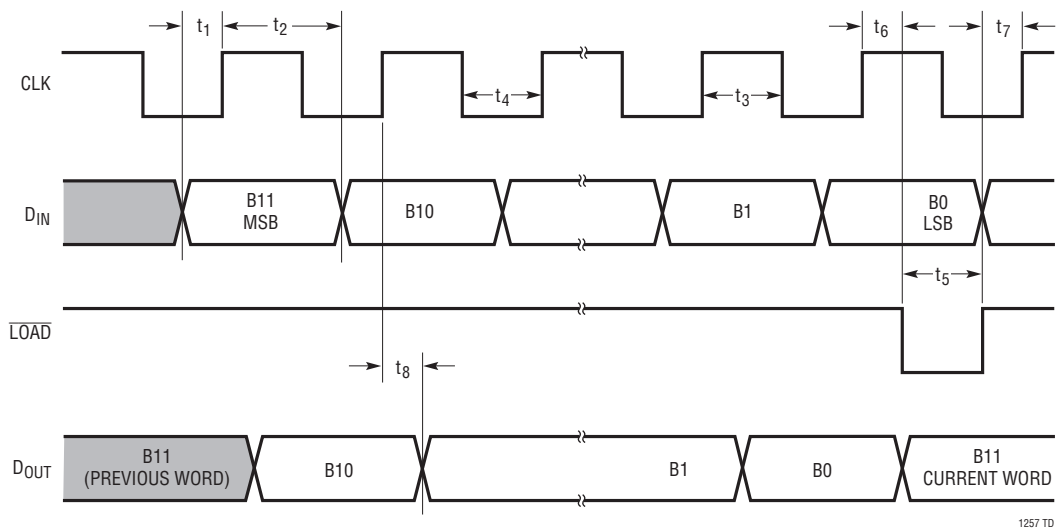 t1
t2
t6
t7
CLK
t4
t3
DIN
B11
MSB
B10
B1
B0
LSB
t5
LOAD
t8
DOUT
B11
(PREVIOUS WORD)
B10
B1
B0
B11
CURRENT WORD
1257 TD